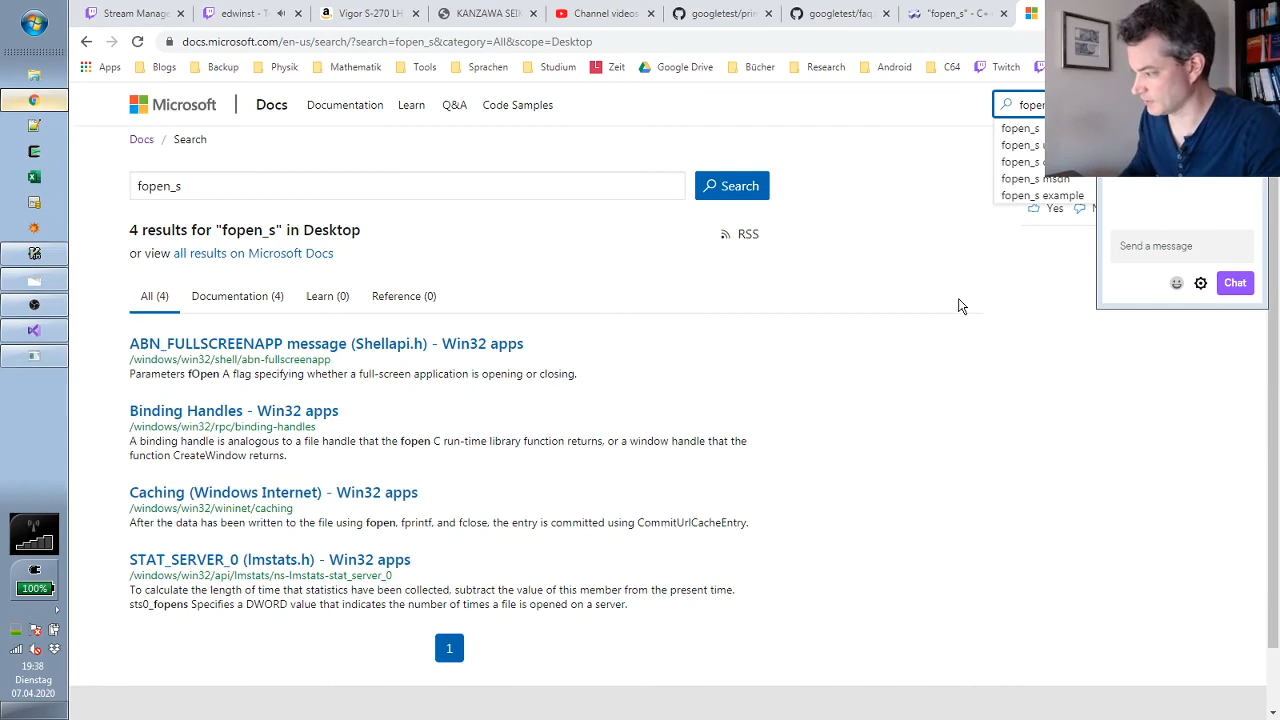 Stream Manage
edwinst - T
Vigor S-270 LH
KANZAWA SEI
Channel videos
googletest/prin
googletest/faq.
"fopen_s" - C+
docs.microsoft.com/en-us/search/?search=fopen_s&category=All&scope=Desktop
Apps
Blogs
Backup
Physik
Mathematik
Tools
Sprachen
Studium
Zeit
Google Drive
Bücher
Research
Android
C64
Twitch
Microsoft
Docs
Documentation
Learn
Q&A
Code Samples
fopen_s
fopen_s
fopen_s msdn
fopen_s example
Yes
Docs / Search
fopen_s
Search
4 results for "fopen_s" in Desktop
RSS
or view all results on Microsoft Docs
All (4)
Documentation (4)
Learn (0)
Reference (0)
ABN_FULLSCREENAPP message (Shellapi.h) - Win32 apps
/windows/win32/shell/abn-fullscreenapp
Parameters fOpen A flag specifying whether a full-screen application is opening or closing.
Binding Handles - Win32 apps
/windows/win32/rpc/binding-handles
A binding handle is analogous to a file handle that the fopen C run-time library function returns, or a window handle that the
function CreateWindow returns.
Caching (Windows Internet) - Win32 apps
/windows/win32/wininet/caching
After the data has been written to the file using fopen, fprintf, and fclose, the entry is committed using CommitUrlCacheEntry.
STAT_SERVER_0 (lmstats.h) - Win32 apps
/windows/win32/api/lmstats/ns-lmstats-stat_server_0
To calculate the length of time that statistics have been collected, subtract the value of this member from the present time.
sts0_fopens Specifies a DWORD value that indicates the number of times a file is opened on a server.
1
Send a message
Chat
100%
19:38
Dienstag
07.04.2020